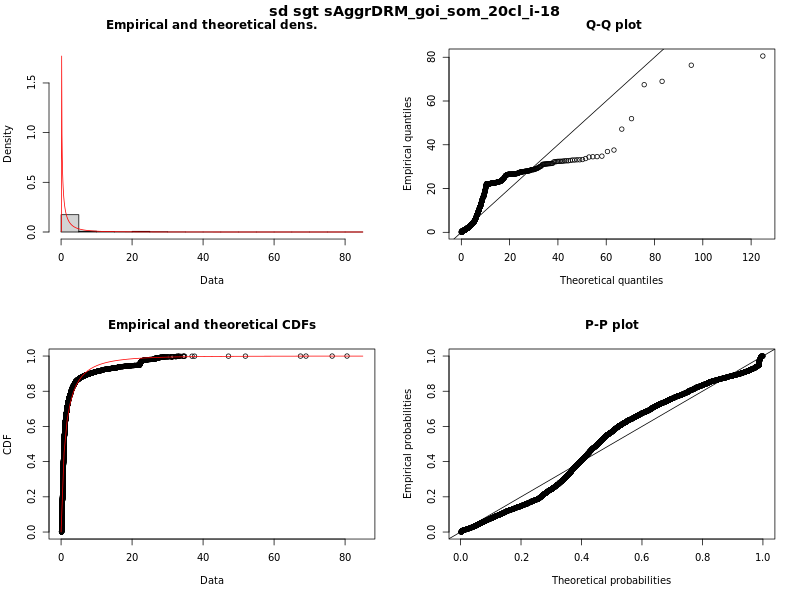 sd sgt sAggrDRM_goi_som_20cl_i-18
Empirical and theoretical dens.
Density
0.0 0.5 1.0 1.5
0 20 40 60 80
Data
Q-Q plot
Empirical quantiles
0 20 40 60 80
0 20 40 60 80 100 120
Theoretical quantiles
Empirical and theoretical CDFs
CDF
0.0 0.2 0.4 0.6 0.8 1.0
0 20 40 60 80
Data
P-P plot
Empirical probabilities
0.0 0.2 0.4 0.6 0.8 1.0
0.0 0.2 0.4 0.6 0.8 1.0
Theoretical probabilities